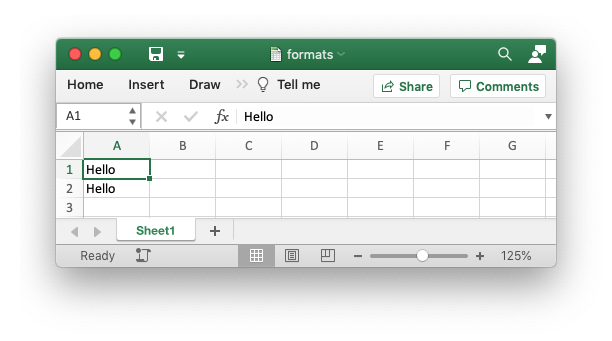 formats
Home Insert Draw Tell me Share Comments
A1 fx Hello
A B C D E F G
1 Hello
2 Hello
3
Sheet1
Ready 125%